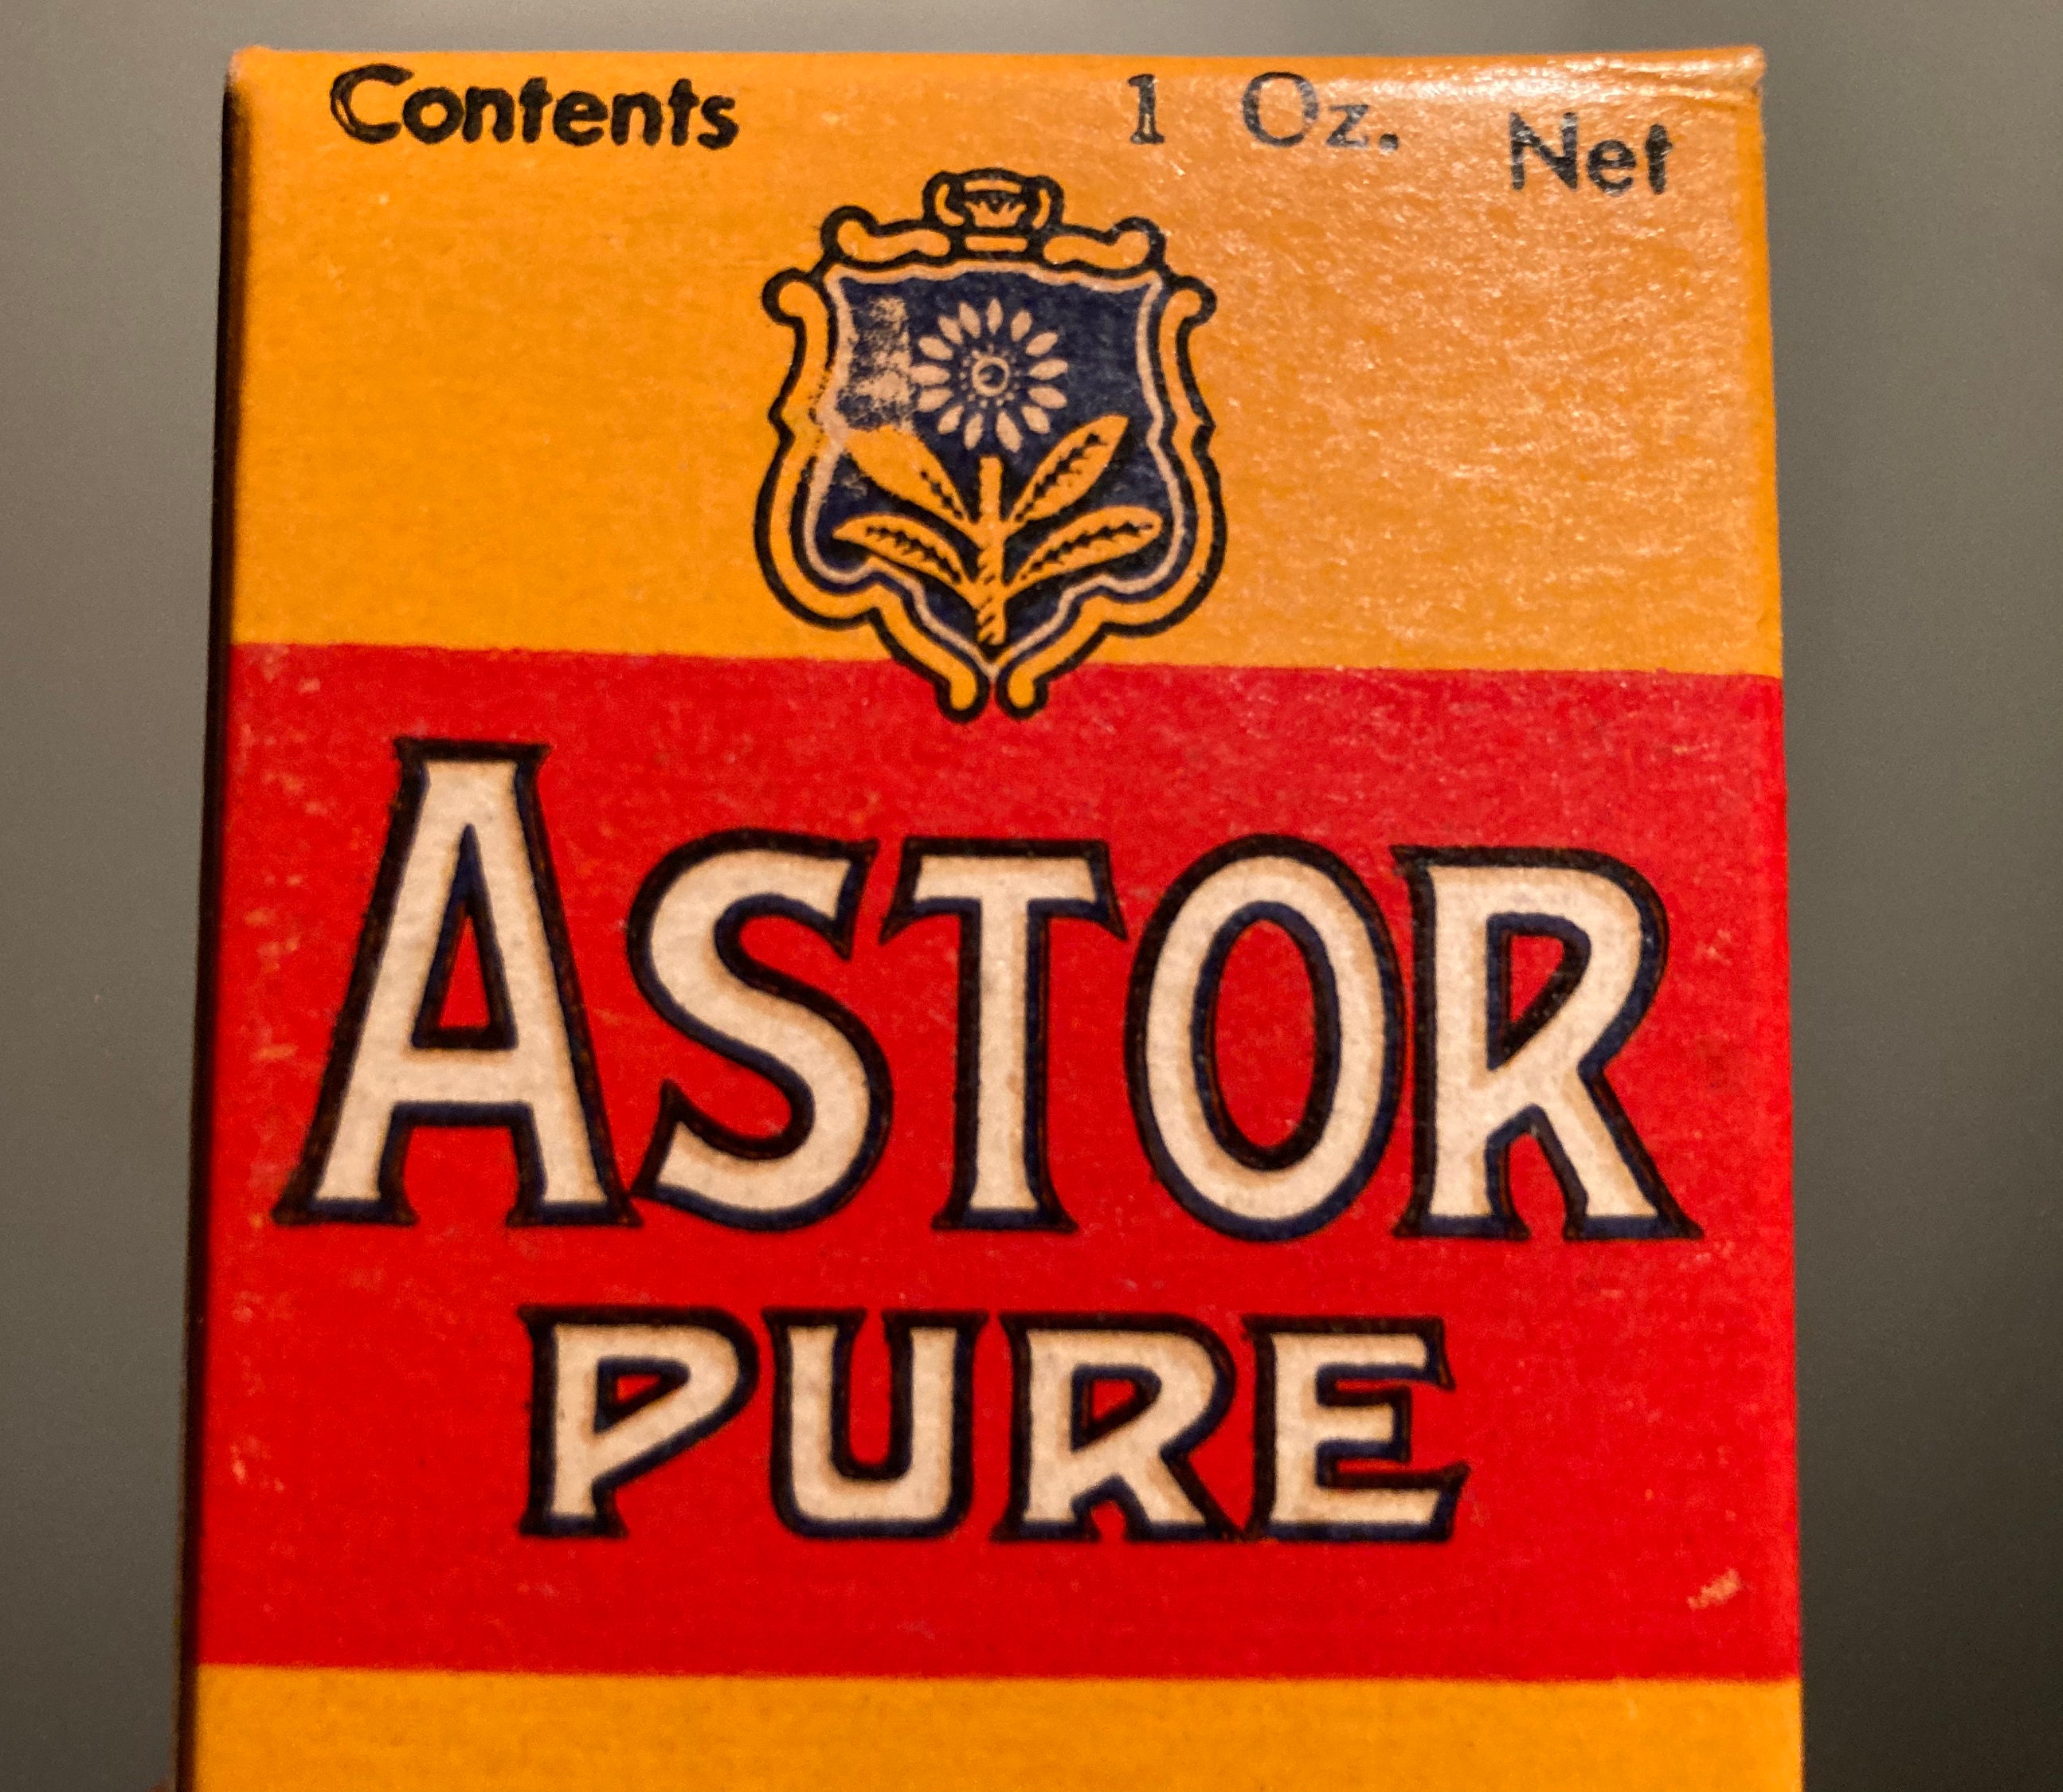 Contents 1 Oz. Net
ASTOR
PURE